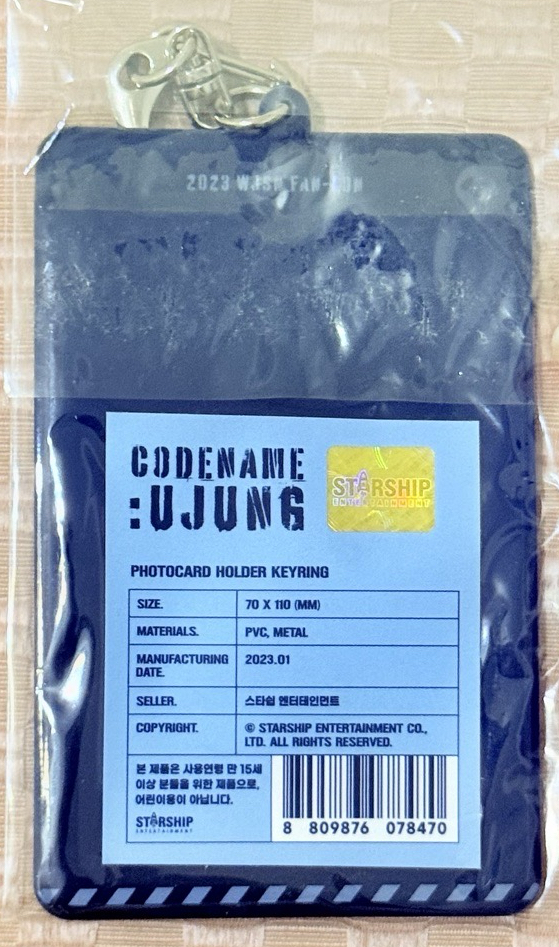 2023 WJSN FAN-CON
CODENAME
:UJUNG
STARSHIP
ENTERTAINMENT
PHOTOCARD HOLDER KEYRING
SIZE. 70 X 110 (MM)
MATERIALS. PVC, METAL
MANUFACTURING DATE. 2023.01
SELLER. 스타쉽 엔터테인먼트
COPYRIGHT. © STARSHIP ENTERTAINMENT CO.,
LTD. ALL RIGHTS RESERVED.
본 제품은 사용연령 만 15세
이상 분들을 위한 제품으로,
어린이용이 아닙니다.
STARSHIP
ENTERTAINMENT
8 809876 078470